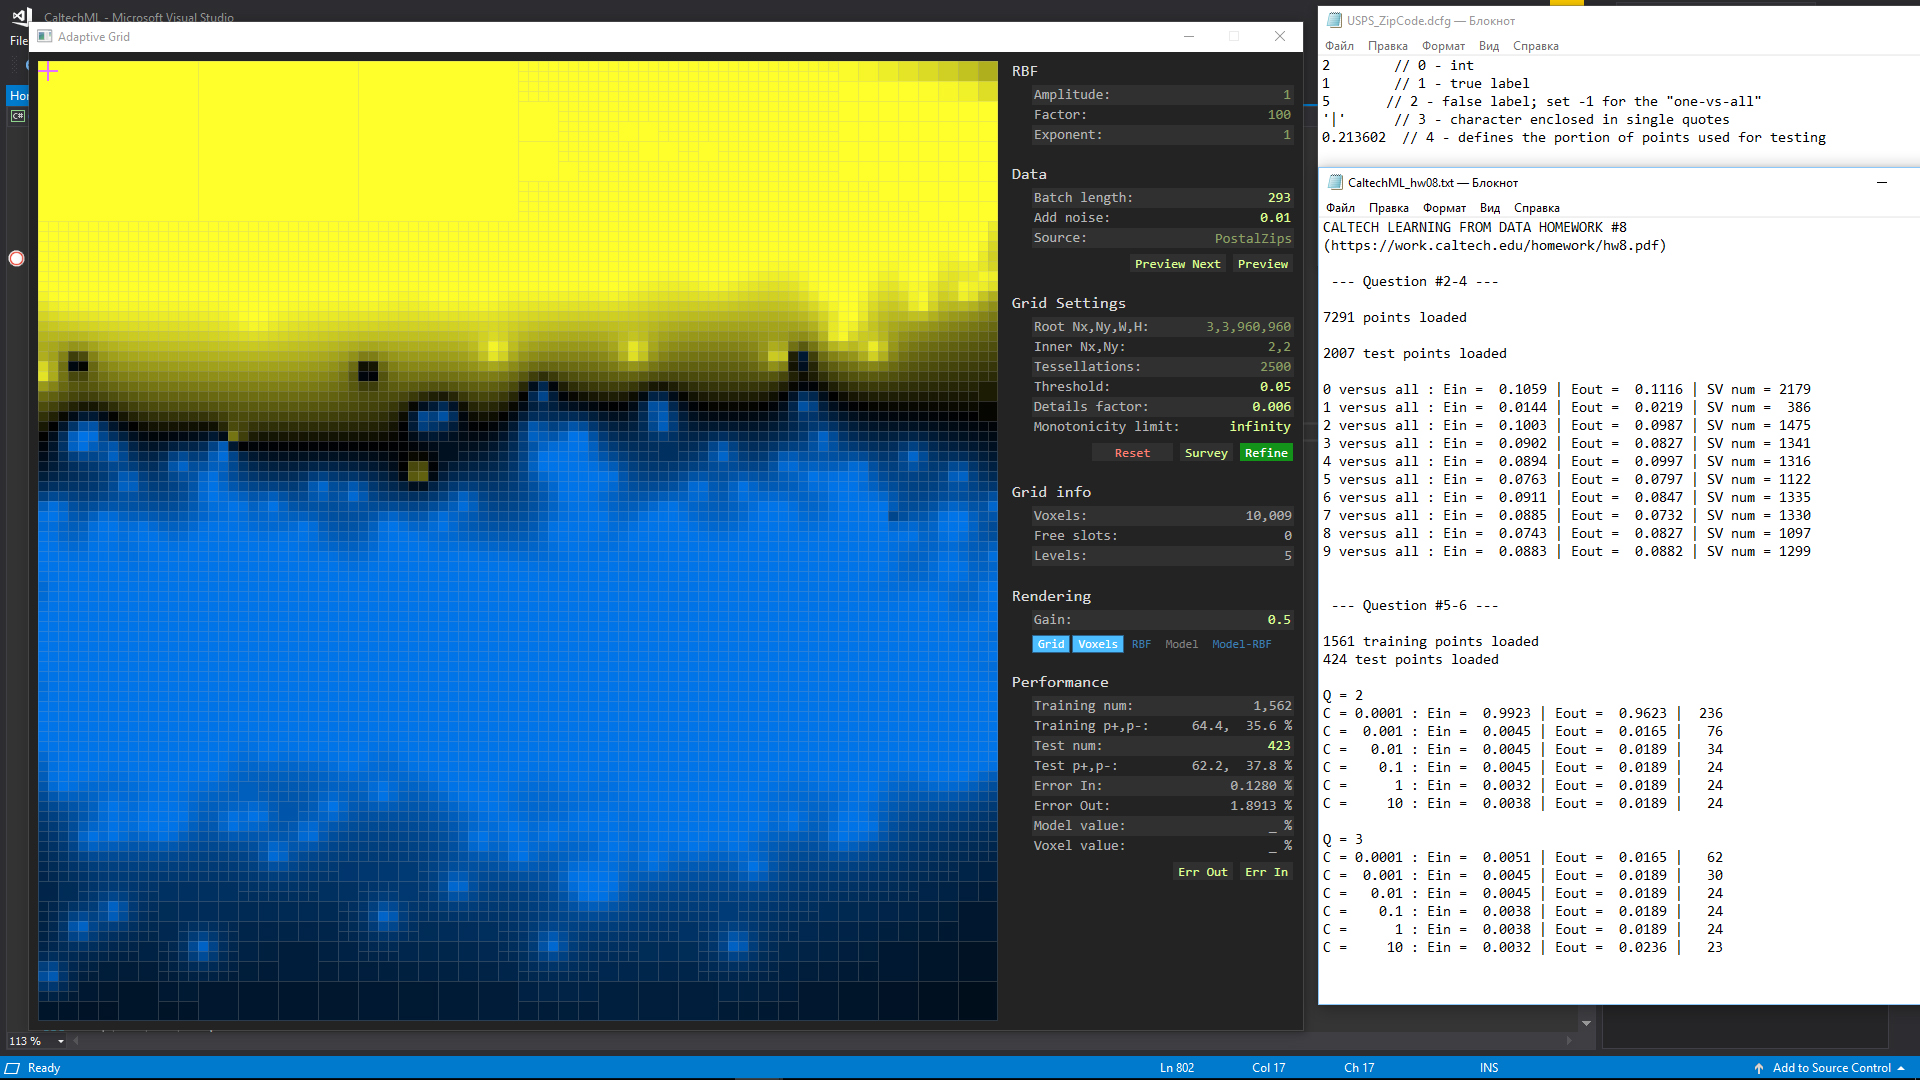 CaltechML - Microsoft Visual Studio
File
Hom
C#
Adaptive Grid
RBF
Amplitude: 1
Factor: 100
Exponent: 1
Data
Batch length: 293
Add noise: 0.01
Source: PostalZips
Preview Next Preview
Grid Settings
Root Nx,Ny,W,H: 3,3,960,960
Inner Nx,Ny: 2,2
Tessellations: 2500
Threshold: 0.05
Details factor: 0.006
Monotonicity limit: infinity
Reset Survey Refine
Grid info
Voxels: 10,009
Free slots: 0
Levels: 5
Rendering
Gain: 0.5
Grid Voxels RBF Model Model-RBF
Performance
Training num: 1,562
Training p+,p-: 64.4, 35.6 %
Test num: 423
Test p+,p-: 62.2, 37.8 %
Error In: 0.1280 %
Error Out: 1.8913 %
Model value: _ %
Voxel value: _ %
Err Out Err In
USPS_ZipCode.dcfg — Блокнот
Файл Правка Формат Вид Справка
2 // 0 - int
1 // 1 - true label
5 // 2 - false label; set -1 for the "one-vs-all"
'|' // 3 - character enclosed in single quotes
0.213602 // 4 - defines the portion of points used for testing
CaltechML_hw08.txt — Блокнот
Файл Правка Формат Вид Справка
CALTECH LEARNING FROM DATA HOMEWORK #8
(https://work.caltech.edu/homework/hw8.pdf)
--- Question #2-4 ---
7291 points loaded
2007 test points loaded
0 versus all : Ein = 0.1059 | Eout = 0.1116 | SV num = 2179
1 versus all : Ein = 0.0144 | Eout = 0.0219 | SV num = 386
2 versus all : Ein = 0.1003 | Eout = 0.0987 | SV num = 1475
3 versus all : Ein = 0.0902 | Eout = 0.0827 | SV num = 1341
4 versus all : Ein = 0.0894 | Eout = 0.0997 | SV num = 1316
5 versus all : Ein = 0.0763 | Eout = 0.0797 | SV num = 1122
6 versus all : Ein = 0.0911 | Eout = 0.0847 | SV num = 1335
7 versus all : Ein = 0.0885 | Eout = 0.0732 | SV num = 1330
8 versus all : Ein = 0.0743 | Eout = 0.0827 | SV num = 1097
9 versus all : Ein = 0.0883 | Eout = 0.0882 | SV num = 1299
--- Question #5-6 ---
1561 training points loaded
424 test points loaded
Q = 2
C = 0.0001 : Ein = 0.9923 | Eout = 0.9623 | 236
C = 0.001 : Ein = 0.0045 | Eout = 0.0165 | 76
C = 0.01 : Ein = 0.0045 | Eout = 0.0189 | 34
C = 0.1 : Ein = 0.0045 | Eout = 0.0189 | 24
C = 1 : Ein = 0.0032 | Eout = 0.0189 | 24
C = 10 : Ein = 0.0038 | Eout = 0.0189 | 24
Q = 3
C = 0.0001 : Ein = 0.0051 | Eout = 0.0165 | 62
C = 0.001 : Ein = 0.0045 | Eout = 0.0189 | 30
C = 0.01 : Ein = 0.0045 | Eout = 0.0189 | 24
C = 0.1 : Ein = 0.0038 | Eout = 0.0189 | 24
C = 1 : Ein = 0.0038 | Eout = 0.0189 | 24
C = 10 : Ein = 0.0032 | Eout = 0.0236 | 23
113 %
Ready Ln 802 Col 17 Ch 17 INS Add to Source Control